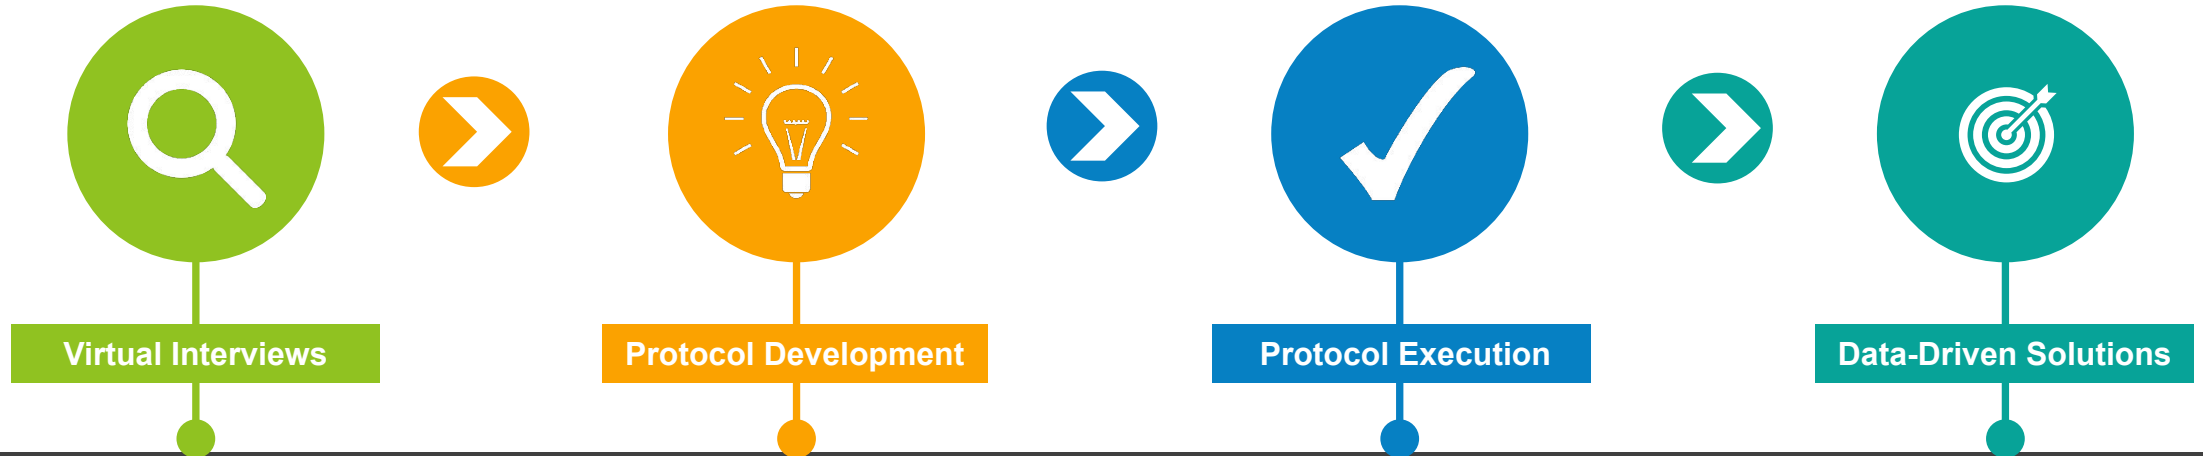 Virtual Interviews
Protocol Development
Protocol Execution
Data-Driven Solutions